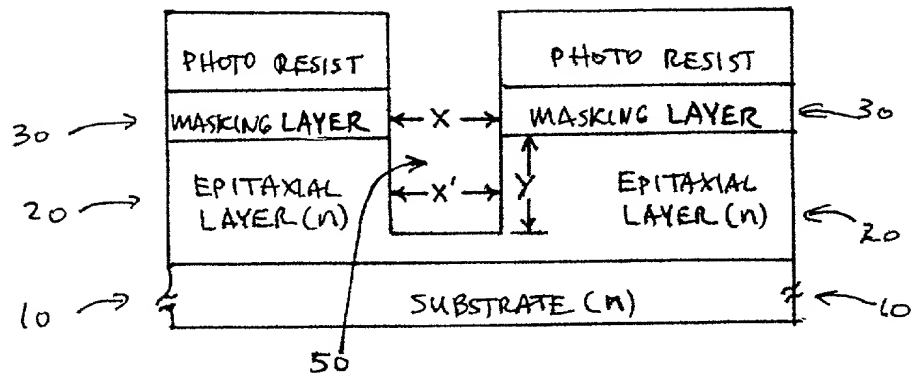 PHOTO RESIST
PHOTO RESIST
30
MASKING LAYER
X
MASKING LAYER
30
20
EPITAXIAL
LAYER (n)
X'
Y
EPITAXIAL
LAYER (n)
20
10
SUBSTRATE (n)
10
50